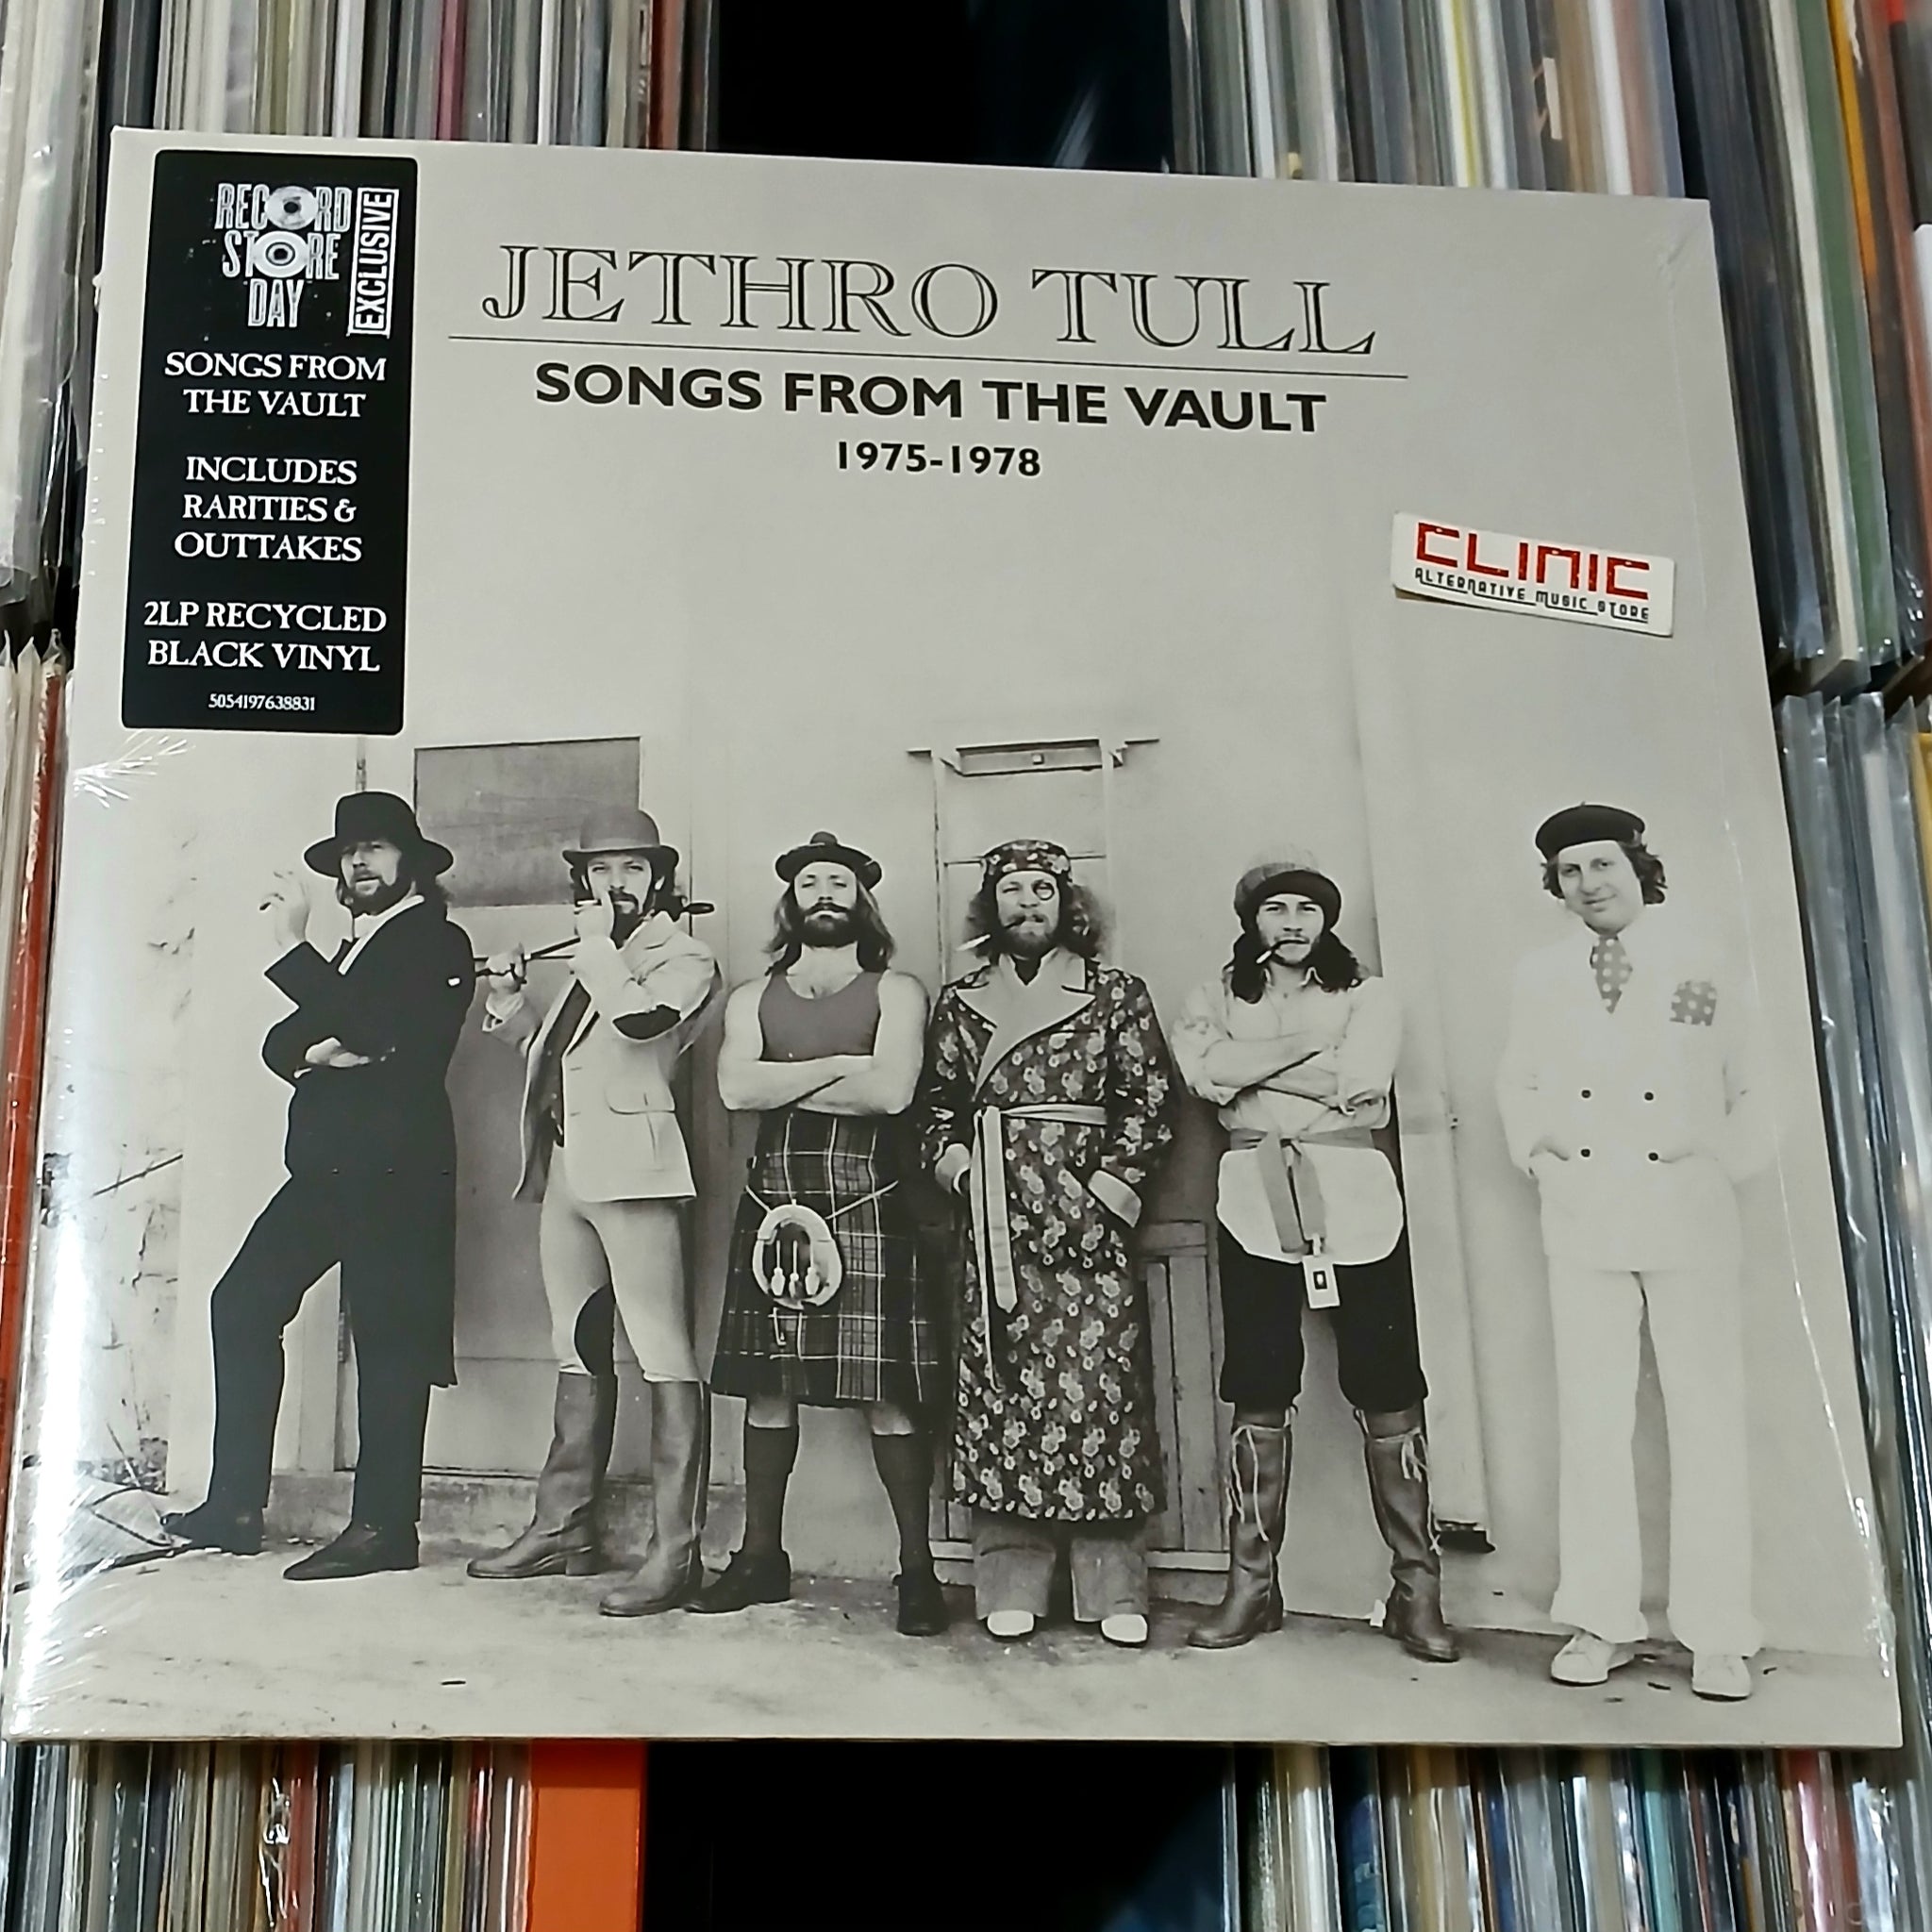 RECORD
STORE
DAY
EXCLUSIVE
SONGS FROM
THE VAULT
INCLUDES
RARITIES &
OUTTAKES
2LP RECYCLED
BLACK VINYL
5054197638831
JETHRO TULL
SONGS FROM THE VAULT
1975-1978
CLINIC
ALTERNATIVE MUSIC STORE